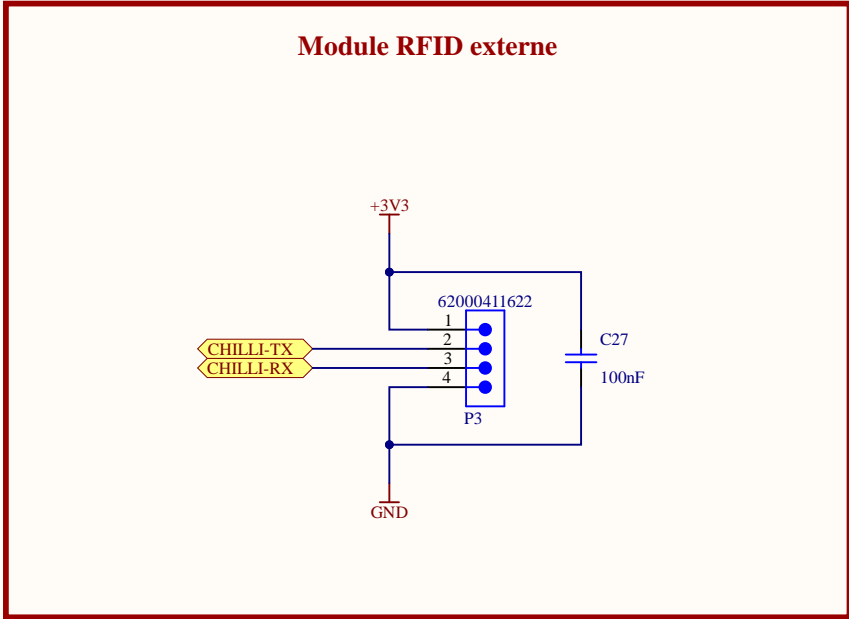 Module RFID externe
+3V3
62000411622
1
2
3
4
CHILLI-TX
CHILLI-RX
C27
100nF
P3
GND